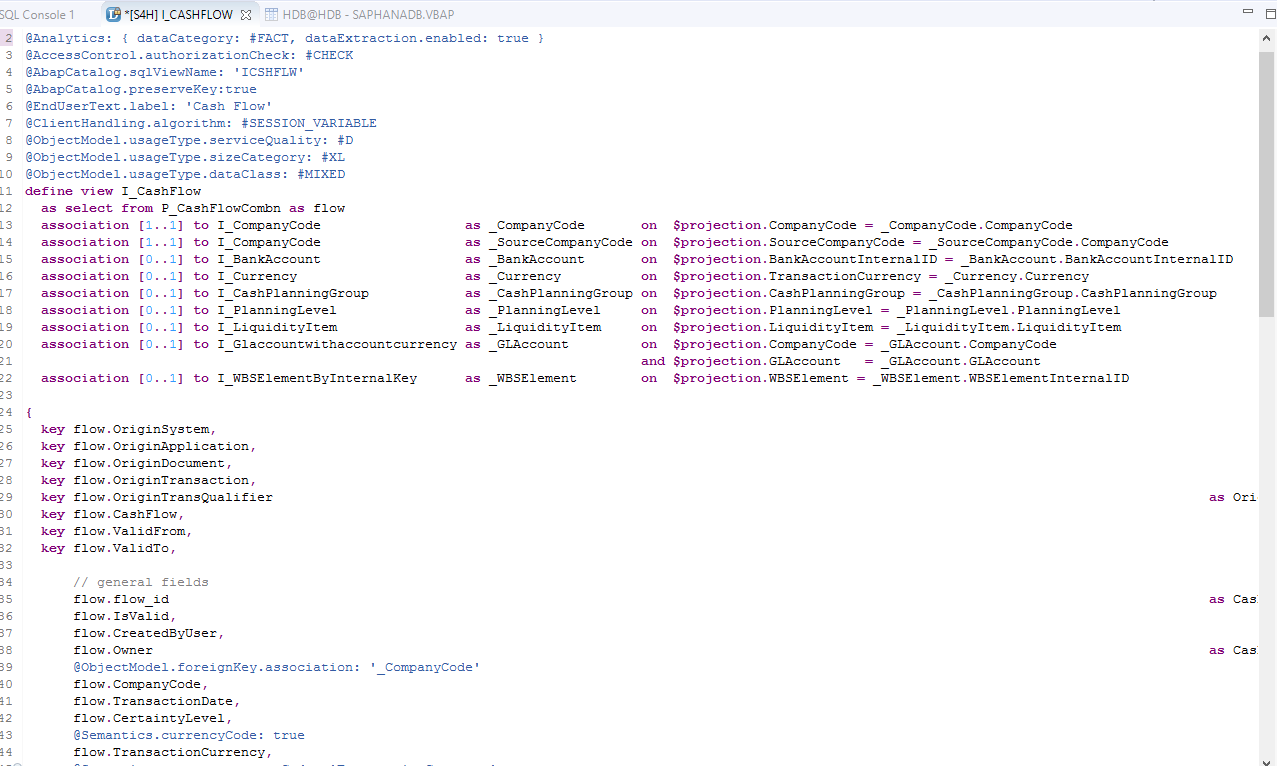 SQL Console 1 *[S4H] I_CASHFLOW HDB@HDB - SAPHANADB.VBAP
2 @Analytics: { dataCategory: #FACT, dataExtraction.enabled: true }
3 @AccessControl.authorizationCheck: #CHECK
4 @AbapCatalog.sqlViewName: 'ICSHFLW'
5 @AbapCatalog.preserveKey:true
6 @EndUserText.label: 'Cash Flow'
7 @ClientHandling.algorithm: #SESSION_VARIABLE
8 @ObjectModel.usageType.serviceQuality: #D
9 @ObjectModel.usageType.sizeCategory: #XL
10 @ObjectModel.usageType.dataClass: #MIXED
11 define view I_CashFlow
12 as select from P_CashFlowCombn as flow
13 association [1..1] to I_CompanyCode as _CompanyCode on $projection.CompanyCode = _CompanyCode.CompanyCode
14 association [1..1] to I_CompanyCode as _SourceCompanyCode on $projection.SourceCompanyCode = _SourceCompanyCode.CompanyCode
15 association [0..1] to I_BankAccount as _BankAccount on $projection.BankAccountInternalID = _BankAccount.BankAccountInternalID
16 association [0..1] to I_Currency as _Currency on $projection.TransactionCurrency = _Currency.Currency
17 association [0..1] to I_CashPlanningGroup as _CashPlanningGroup on $projection.CashPlanningGroup = _CashPlanningGroup.CashPlanningGroup
18 association [0..1] to I_PlanningLevel as _PlanningLevel on $projection.PlanningLevel = _PlanningLevel.PlanningLevel
19 association [0..1] to I_LiquidityItem as _LiquidityItem on $projection.LiquidityItem = _LiquidityItem.LiquidityItem
20 association [0..1] to I_Glaccountwithaccountcurrency as _GLAccount on $projection.CompanyCode = _GLAccount.CompanyCode
21 and $projection.GLAccount = _GLAccount.GLAccount
22 association [0..1] to I_WBSElementByInternalKey as _WBSElement on $projection.WBSElement = _WBSElement.WBSElementInternalID
23
24 {
25 key flow.OriginSystem,
26 key flow.OriginApplication,
27 key flow.OriginDocument,
28 key flow.OriginTransaction,
29 key flow.OriginTransQualifier as Ori
30 key flow.CashFlow,
31 key flow.ValidFrom,
32 key flow.ValidTo,
33
34 // general fields
35 flow.flow_id as Cas
36 flow.IsValid,
37 flow.CreatedByUser,
38 flow.Owner as Cas
39 @ObjectModel.foreignKey.association: '_CompanyCode'
40 flow.CompanyCode,
41 flow.TransactionDate,
42 flow.CertaintyLevel,
43 @Semantics.currencyCode: true
44 flow.TransactionCurrency,